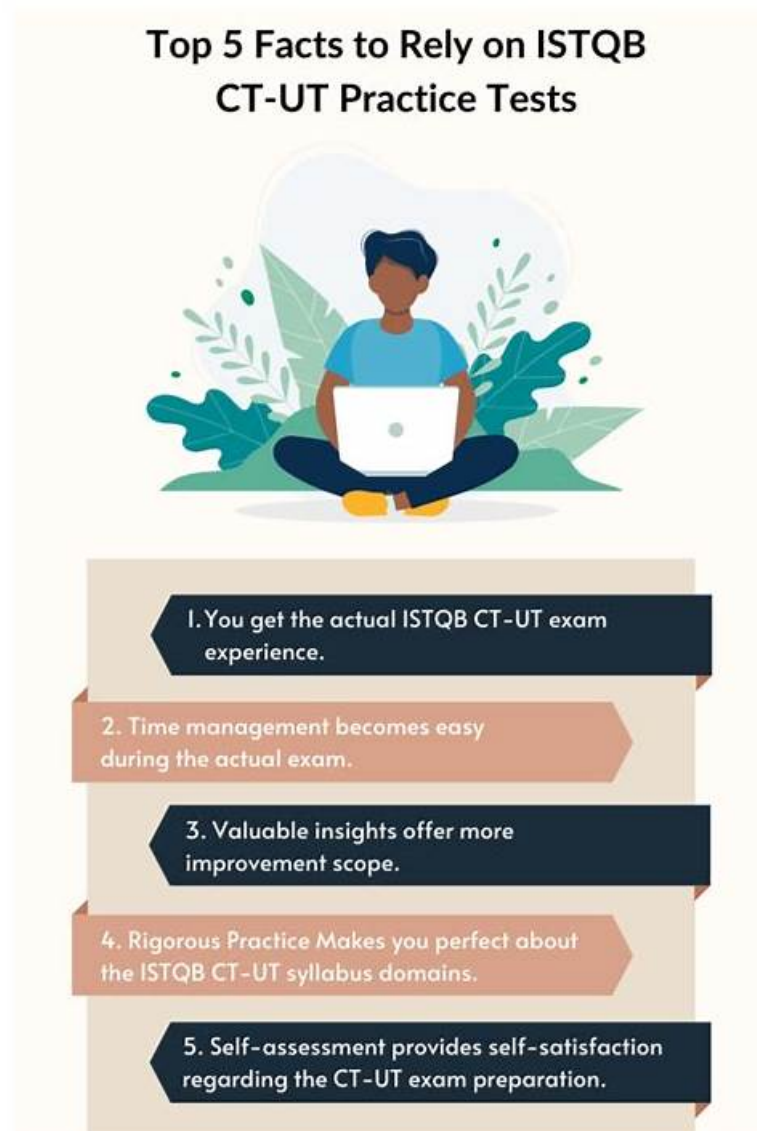 Top 5 Facts to Rely on ISTQB
CT-UT Practice Tests
1. You get the actual ISTQB CT-UT exam
experience.
2. Time management becomes easy
during the actual exam.
3. Valuable insights offer more
improvement scope.
4. Rigorous Practice Makes you perfect about
the ISTQB CT-UT syllabus domains.
5. Self-assessment provides self-satisfaction
regarding the CT-UT exam preparation.